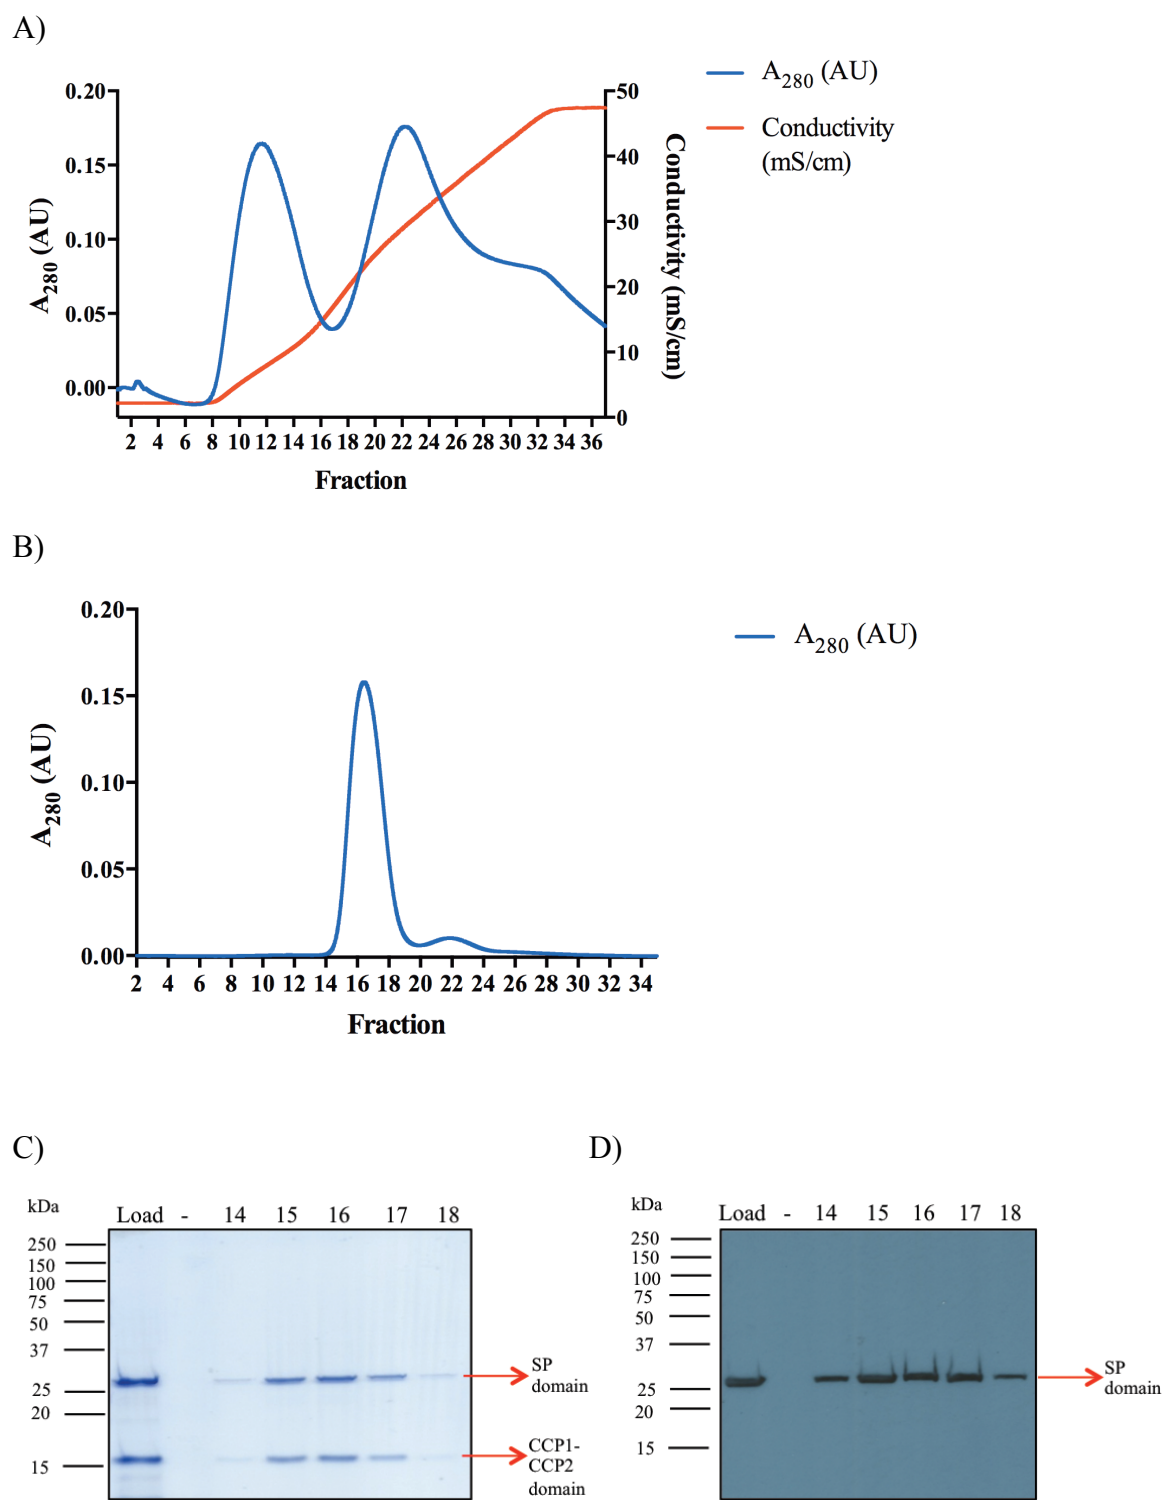 A)
A280 (AU)
Conductivity
(mS/cm)
0.20
0.15
0.10
0.05
0.00
A280 (AU)
50
40
30
20
10
0
Conductivity (mS/cm)
2 4 6 8 10 12 14 16 18 20 22 24 26 28 30 32 34 36
Fraction
B)
A280 (AU)
0.20
0.15
0.10
0.05
0.00
A280 (AU)
2 4 6 8 10 12 14 16 18 20 22 24 26 28 30 32 34
Fraction
C)
kDa
Load - 14 15 16 17 18
250
150
100
75
50
37
25
20
15
SP
domain
CCP1-
CCP2
domain
D)
kDa
Load - 14 15 16 17 18
250
150
100
75
50
37
25
20
15
SP
domain